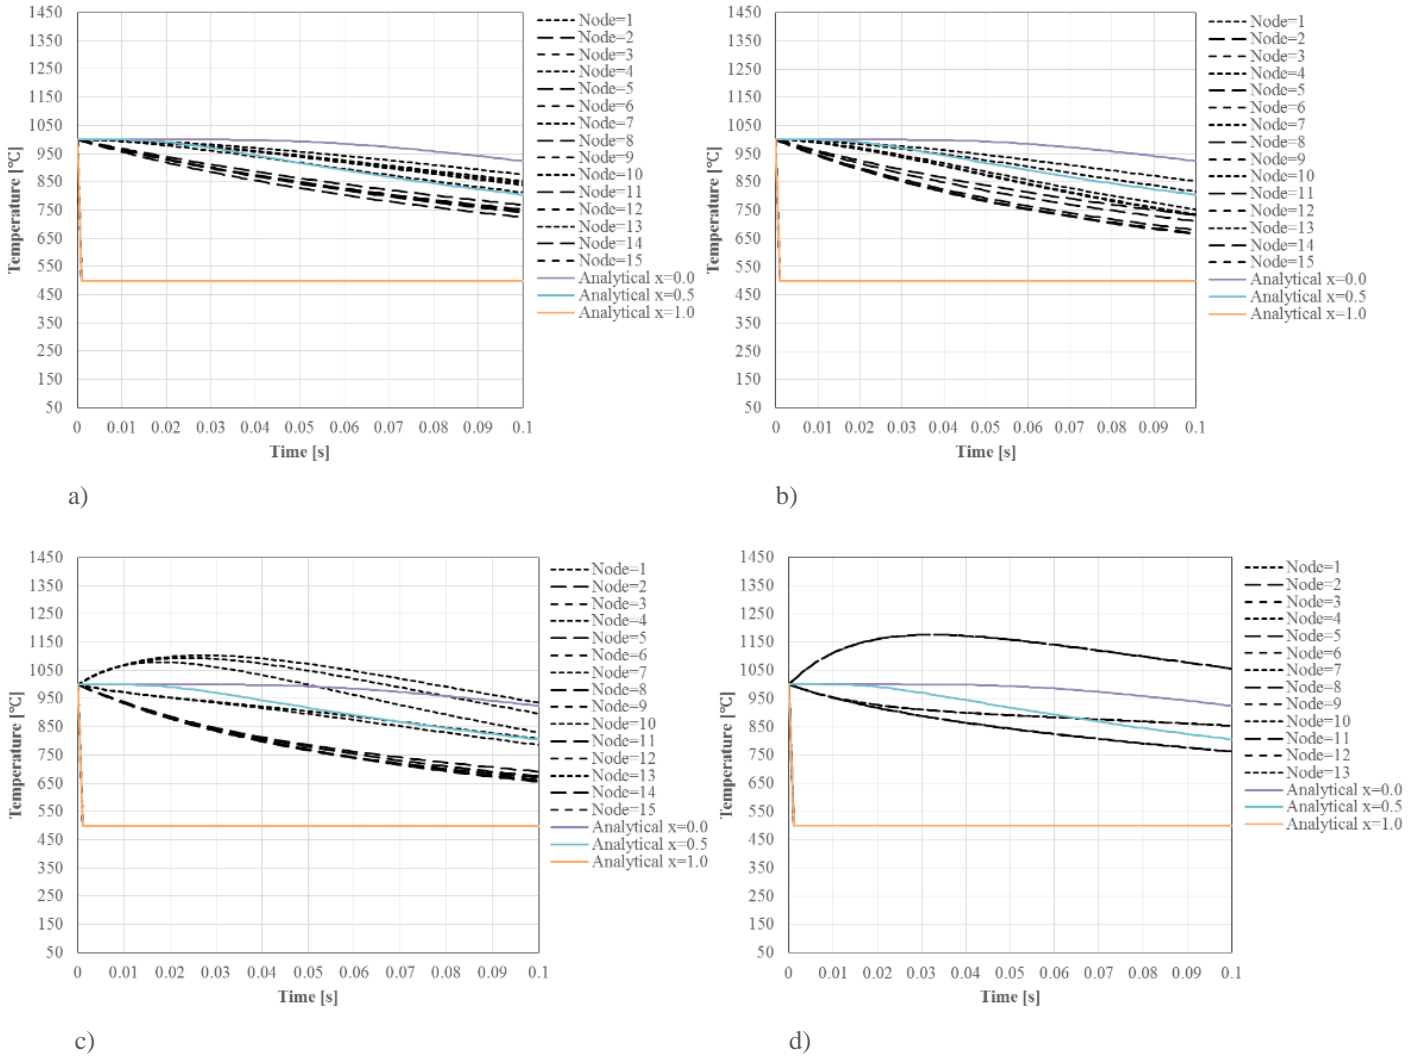 1450
1350
1250
1150
1050
950
850
750
650
550
450
350
250
150
50
Temperature [°C]
0 0.01 0.02 0.03 0.04 0.05 0.06 0.07 0.08 0.09 0.1
Time [s]
Node=1
Node=2
Node=3
Node=4
Node=5
Node=6
Node=7
Node=8
Node=9
Node=10
Node=11
Node=12
Node=13
Node=14
Node=15
Analytical x=0.0
Analytical x=0.5
Analytical x=1.0
a)
1450
1350
1250
1150
1050
950
850
750
650
550
450
350
250
150
50
Temperature [°C]
0 0.01 0.02 0.03 0.04 0.05 0.06 0.07 0.08 0.09 0.1
Time [s]
Node=1
Node=2
Node=3
Node=4
Node=5
Node=6
Node=7
Node=8
Node=9
Node=10
Node=11
Node=12
Node=13
Node=14
Node=15
Analytical x=0.0
Analytical x=0.5
Analytical x=1.0
b)
1450
1350
1250
1150
1050
950
850
750
650
550
450
350
250
150
50
Temperature [°C]
0 0.01 0.02 0.03 0.04 0.05 0.06 0.07 0.08 0.09 0.1
Time [s]
Node=1
Node=2
Node=3
Node=4
Node=5
Node=6
Node=7
Node=8
Node=9
Node=10
Node=11
Node=12
Node=13
Node=14
Node=15
Analytical x=0.0
Analytical x=0.5
Analytical x=1.0
c)
1450
1350
1250
1150
1050
950
850
750
650
550
450
350
250
150
50
Temperature [°C]
0 0.01 0.02 0.03 0.04 0.05 0.06 0.07 0.08 0.09 0.1
Time [s]
Node=1
Node=2
Node=3
Node=4
Node=5
Node=6
Node=7
Node=8
Node=9
Node=10
Node=11
Node=12
Node=13
Analytical x=0.0
Analytical x=0.5
Analytical x=1.0
d)